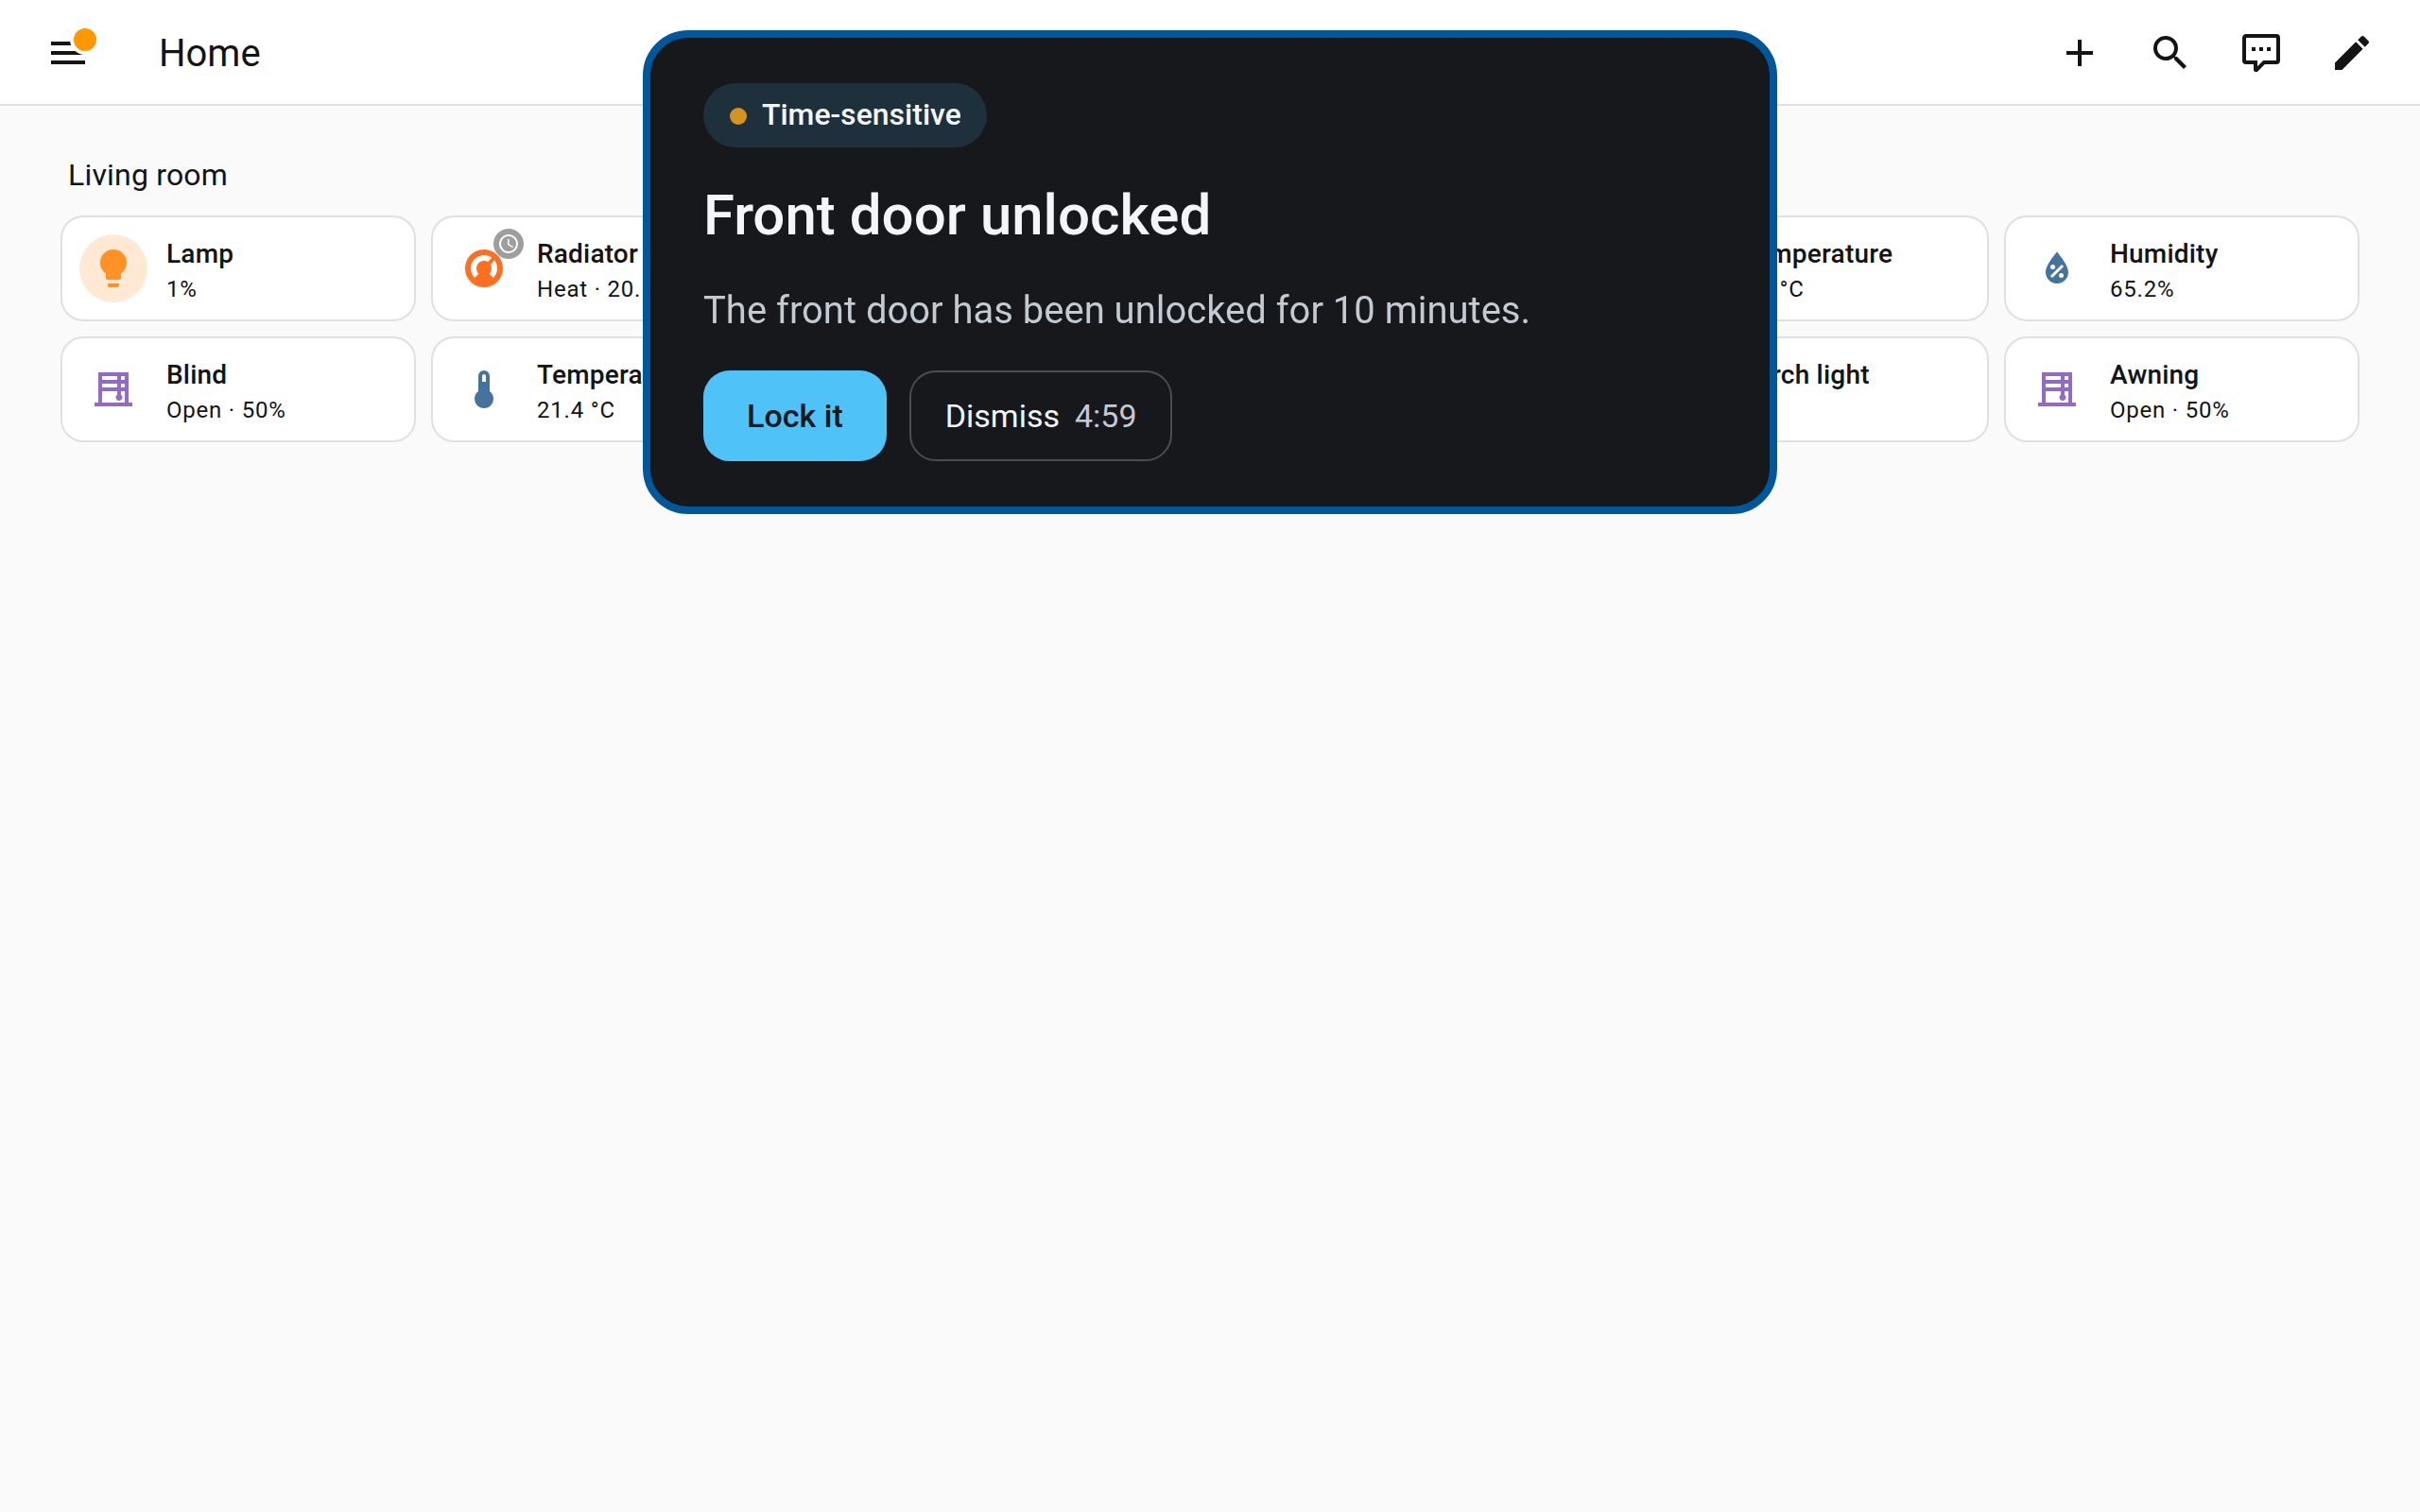 Home
Time-sensitive
Front door unlocked
The front door has been unlocked for 10 minutes.
Lock it
Dismiss 4:59
Living room
Lamp
1%
Radiator
Heat · 20.
Blind
Open · 50%
Tempera
21.4 °C
mperature
°C
Humidity
65.2%
rch light
Awning
Open · 50%